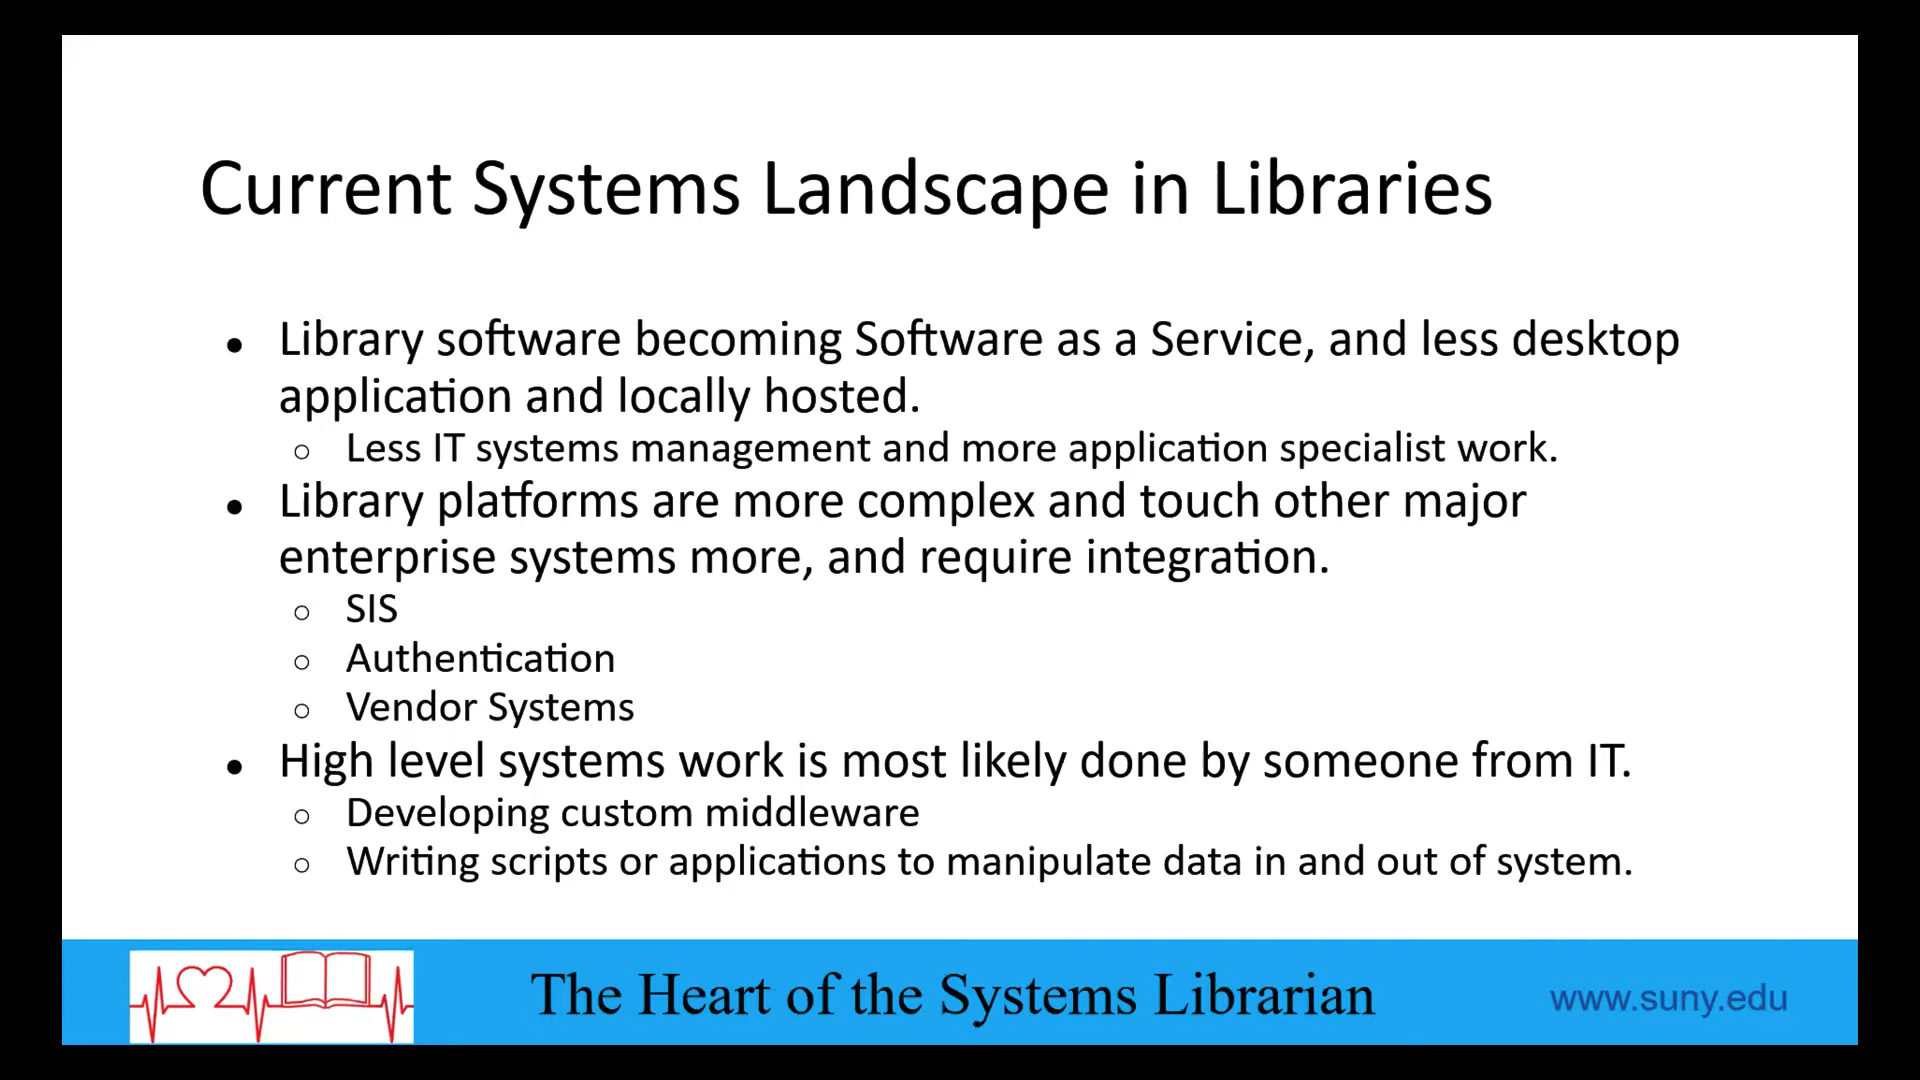 Current Systems Landscape in Libraries
● Library software becoming Software as a Service, and less desktop
application and locally hosted.
○ Less IT systems management and more application specialist work.
● Library platforms are more complex and touch other major
enterprise systems more, and require integration.
○ SIS
○ Authentication
○ Vendor Systems
● High level systems work is most likely done by someone from IT.
○ Developing custom middleware
○ Writing scripts or applications to manipulate data in and out of system.
The Heart of the Systems Librarian
www.suny.edu